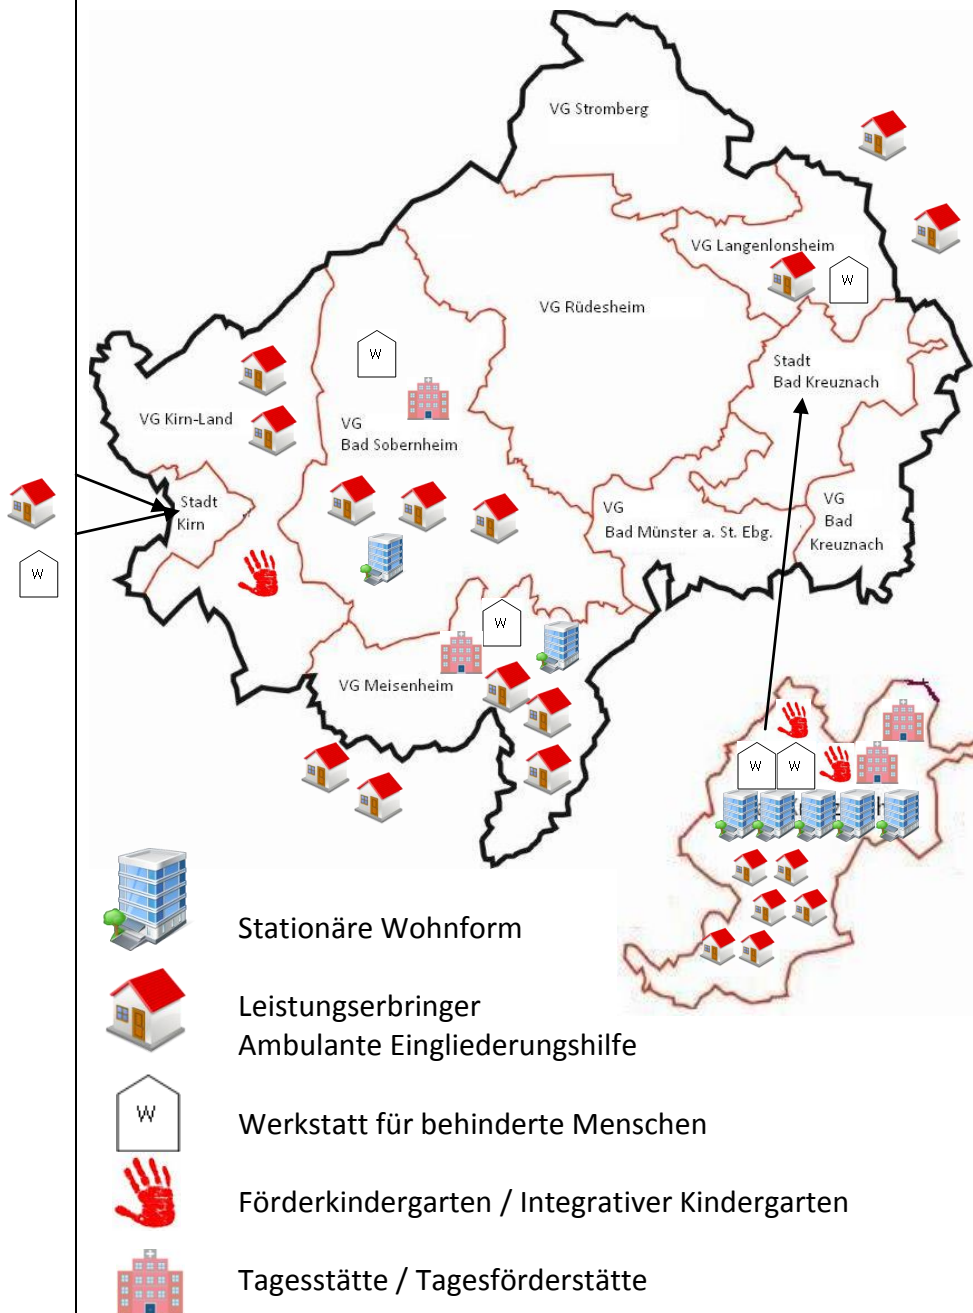 VG Stromberg
VG Langenlonsheim
W
VG Rüdesheim
W
Stadt
Bad Kreuznach
VG Kirn-Land
VG
Bad Sobernheim
Stadt
Kirn
VG
Bad Münster a. St. Ebg.
VG
Bad
Kreuznach
W
W
VG Meisenheim
W
W
Stationäre Wohnform
Leistungserbringer
Ambulante Eingliederungshilfe
W
Werkstatt für behinderte Menschen
Förderkindergarten / Integrativer Kindergarten
Tagesstätte / Tagesförderstätte